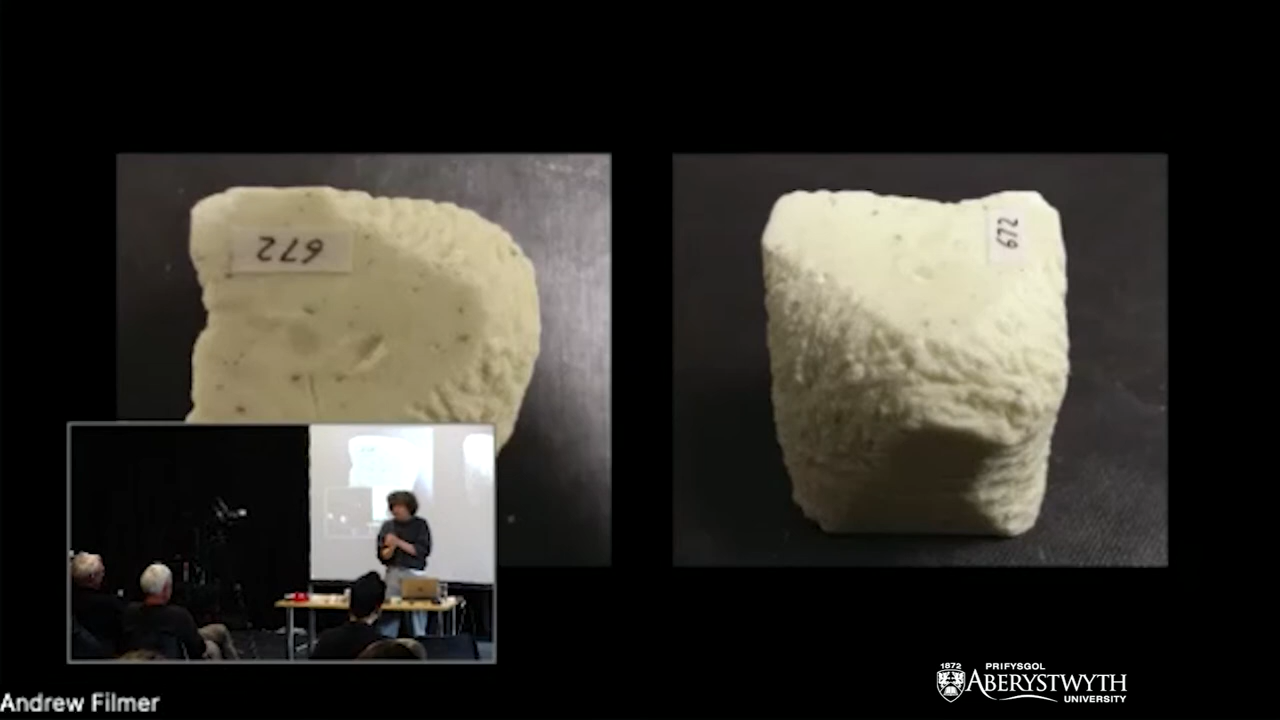 672
672
1872
PRIFYSGOL
ABERYSTWYTH
UNIVERSITY
Andrew Filmer